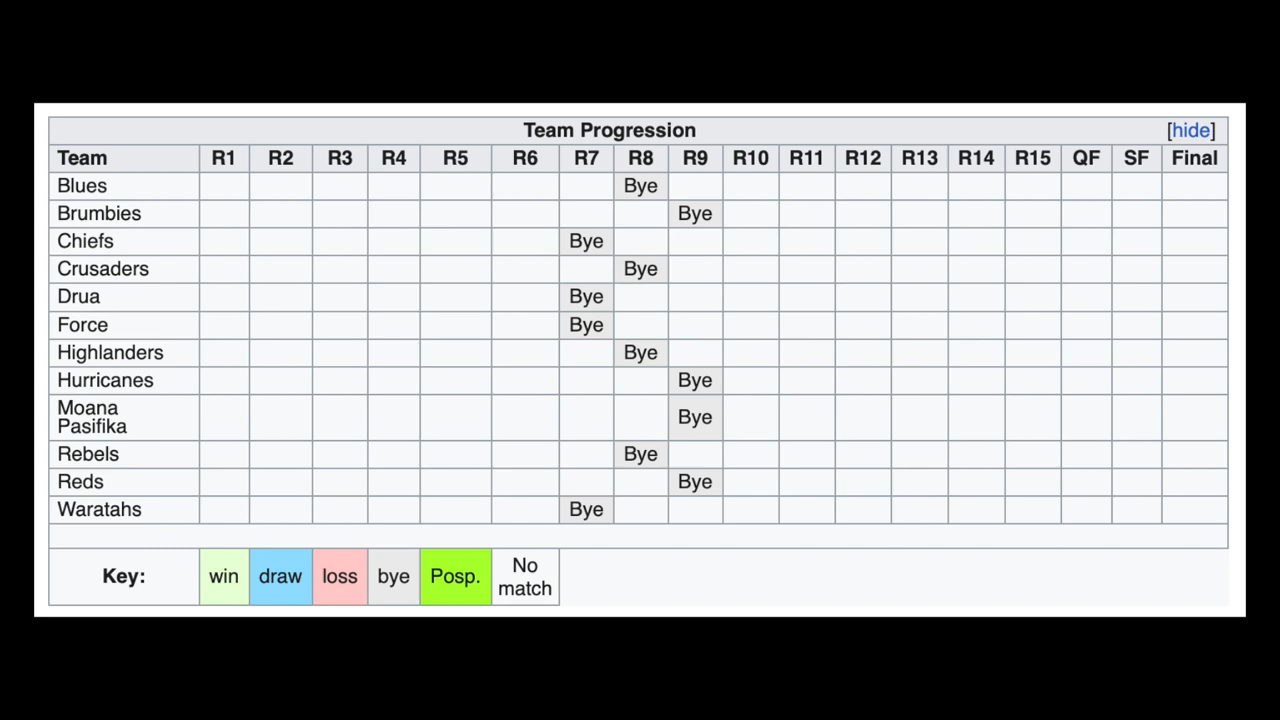 Team Progression [hide]
Team R1 R2 R3 R4 R5 R6 R7 R8 R9 R10 R11 R12 R13 R14 R15 QF SF Final
Blues Bye
Brumbies Bye
Chiefs Bye
Crusaders Bye
Drua Bye
Force Bye
Highlanders Bye
Hurricanes Bye
Moana
Pasifika Bye
Rebels Bye
Reds Bye
Waratahs Bye
Key: win draw loss bye Posp. No
match